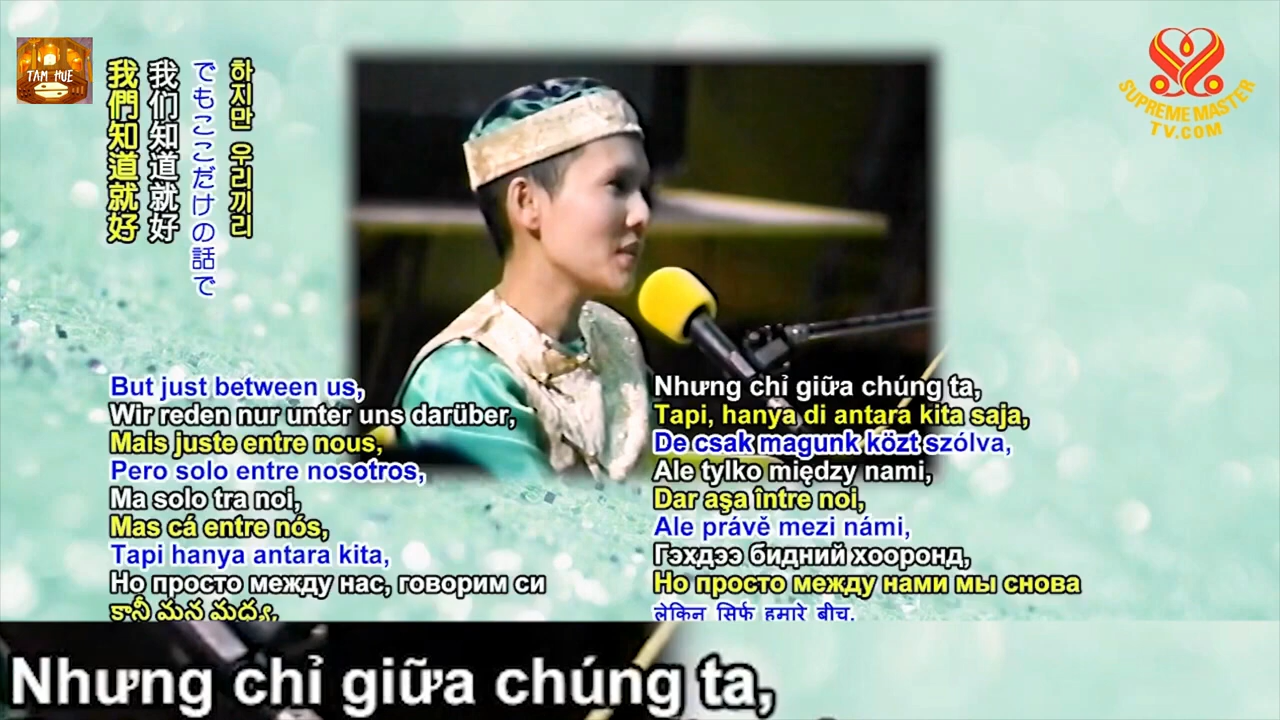 TAM HUE
SUPREME MASTER
TV.COM
我們知道就好
我们知道就好
でもここだけの話で
하지만 우리끼리
But just between us,
Wir reden nur unter uns darüber,
Mais juste entre nous,
Pero solo entre nosotros,
Ma solo tra noi,
Mas cá entre nós,
Tapi hanya antara kita,
Но просто между нас, говорим си
కానీ మన మధ్య,
Nhưng chỉ giữa chúng ta,
Tapi, hanya di antara kita saja,
De csak magunk közt szólva,
Ale tylko między nami,
Dar aşa între noi,
Ale právě mezi námi,
Гэхдээ бидний хооронд,
Но просто между нами мы снова
लेकिन सिर्फ हमारे बीच,
Nhưng chỉ giữa chúng ta,